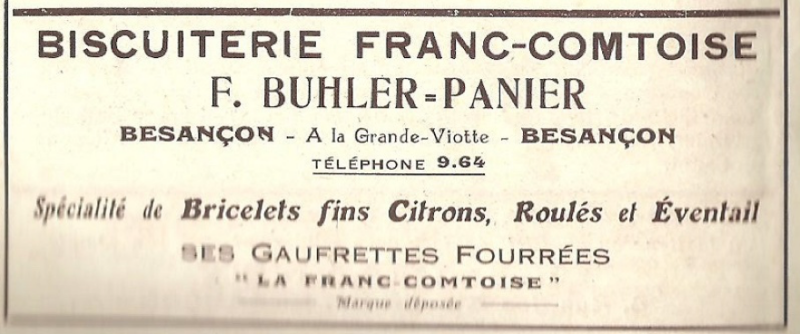 BISCUITERIE FRANC-COMTOISE
F. BUHLER=PANIER
BESANÇON - A la Grande-Viotte - BESANÇON
TÉLÉPHONE 9.64
Spécialité de Bricelets fins Citrons, Roulés et Éventail
SES GAUFRETTES FOURRÉES
" LA FRANC-COMTOISE "
Marque déposée